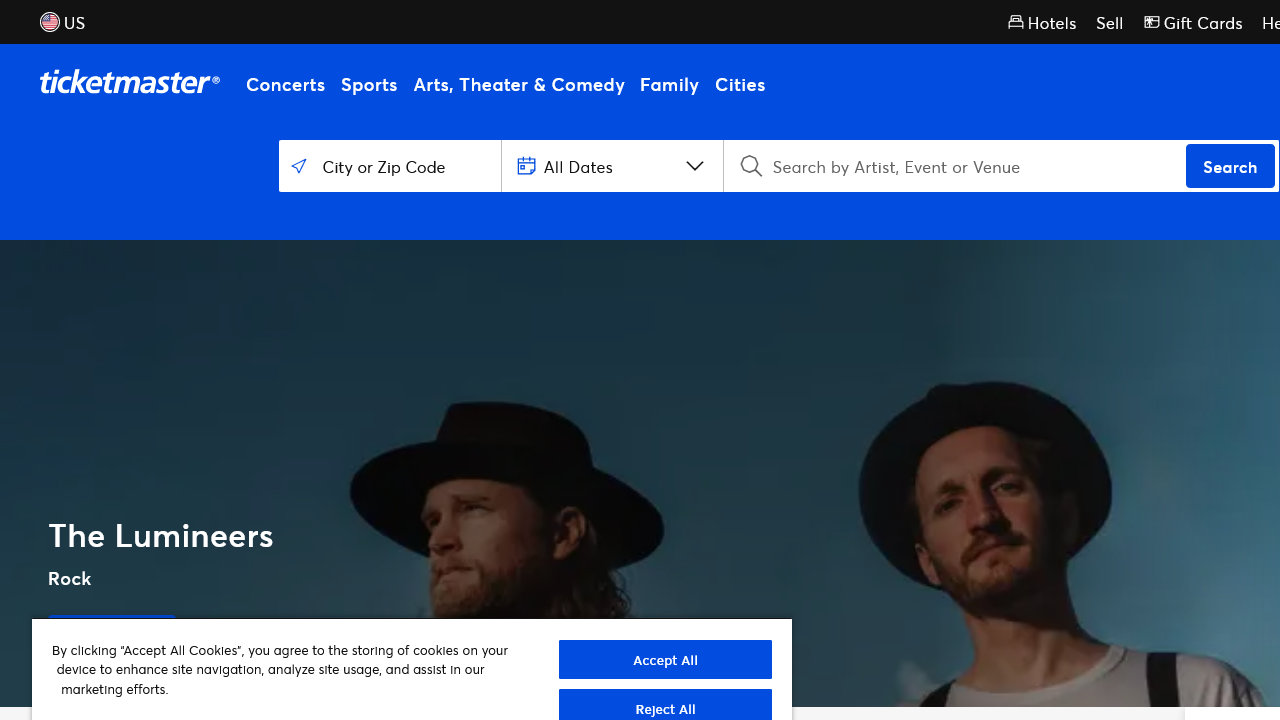 US
Hotels
Sell
Gift Cards
He
ticketmaster®
Concerts
Sports
Arts, Theater & Comedy
Family
Cities
City or Zip Code
All Dates
Search by Artist, Event or Venue
Search
The Lumineers
Rock
By clicking “Accept All Cookies”, you agree to the storing of cookies on your
device to enhance site navigation, analyze site usage, and assist in our
marketing efforts.
Accept All
Reject All